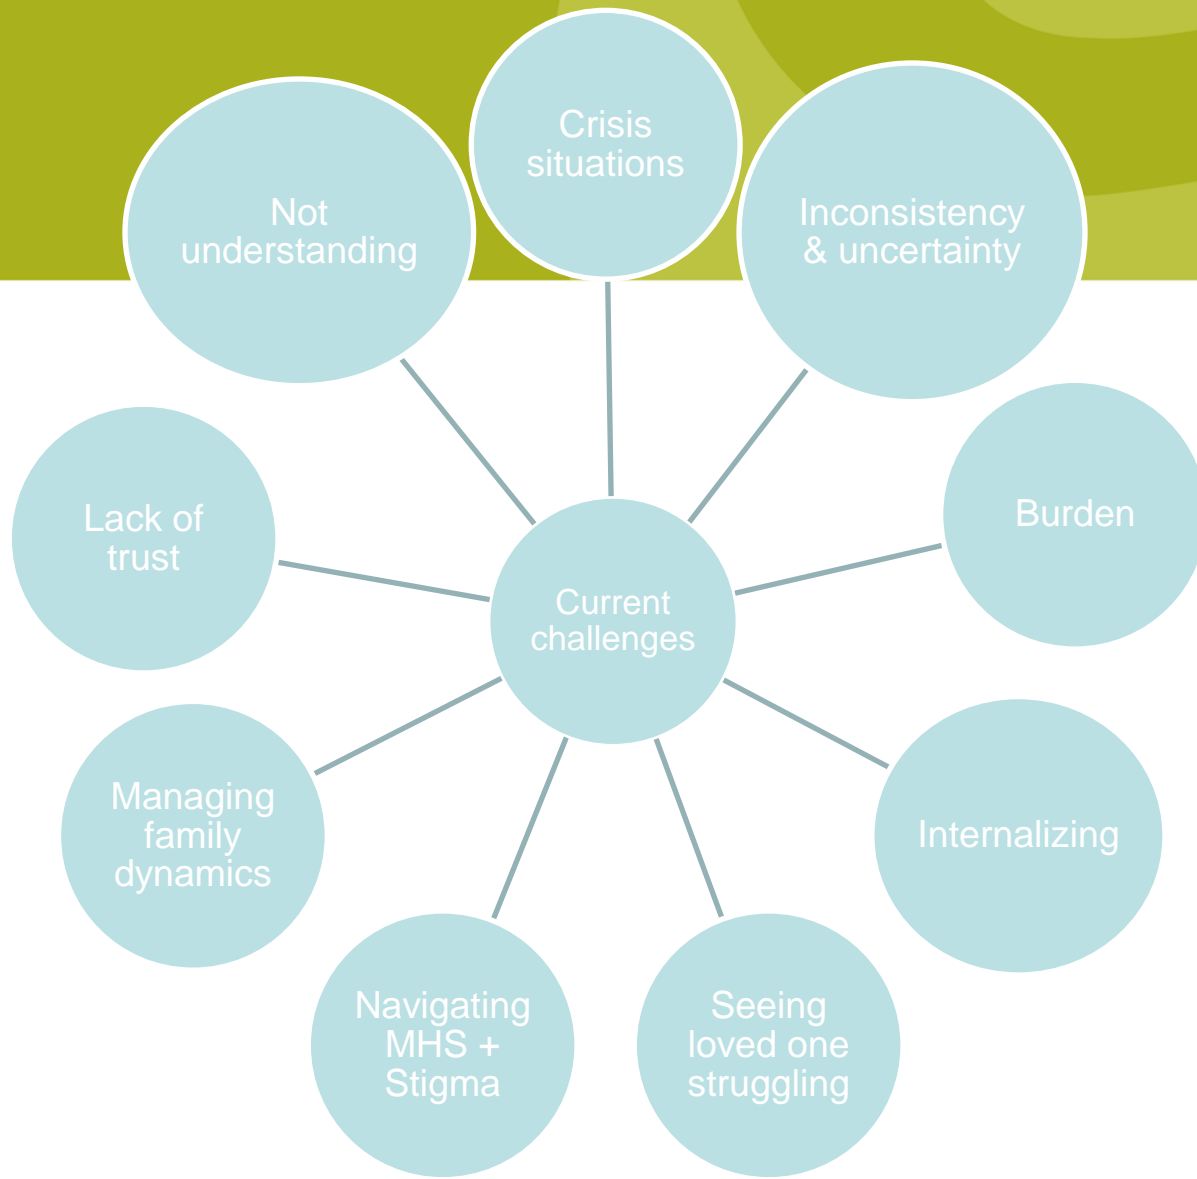 Crisis
situations
Inconsistency
& uncertainty
Burden
Internalizing
Seeing
loved one
struggling
Navigating
MHS +
Stigma
Managing
family
dynamics
Lack of
trust
Not
understanding
Current
challenges